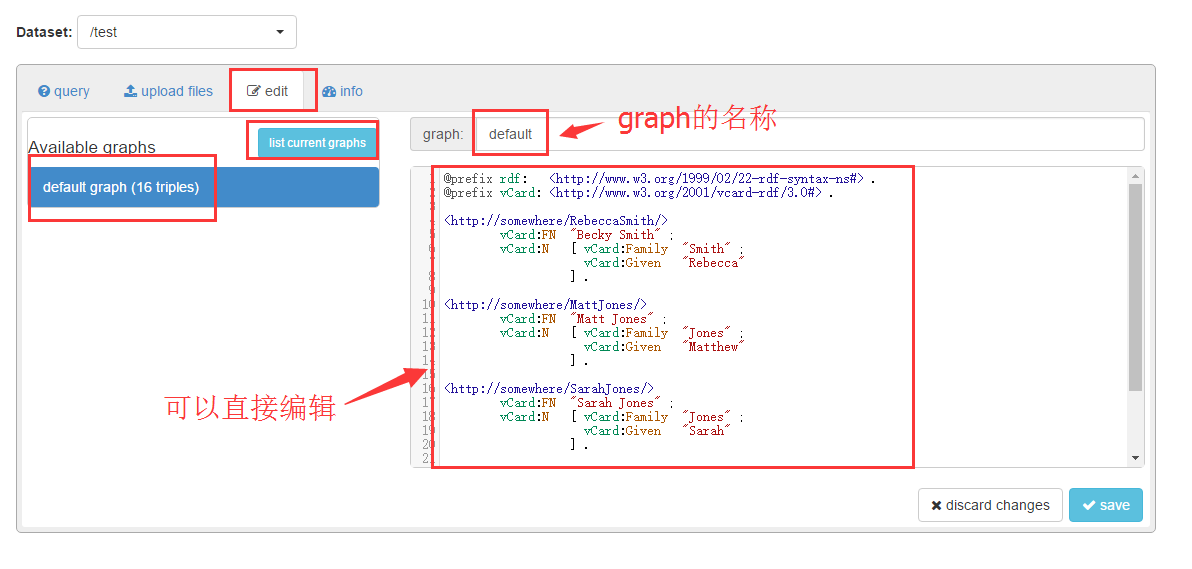 Dataset: /test
query upload files edit info
graph的名称
Available graphs list current graphs
default graph (16 triples)
graph: default
1 @prefix rdf: <http://www.w3.org/1999/02/22-rdf-syntax-ns#> .
2 @prefix vCard: <http://www.w3.org/2001/vcard-rdf/3.0#> .
3
4 <http://somewhere/RebeccaSmith/>
5 vCard:FN "Becky Smith" ;
6 vCard:N [ vCard:Family "Smith" ;
7 vCard:Given "Rebecca"
8 ] .
9
10 <http://somewhere/MattJones/>
11 vCard:FN "Matt Jones" ;
12 vCard:N [ vCard:Family "Jones" ;
13 vCard:Given "Matthew"
14 ] .
15
16 <http://somewhere/SarahJones/>
17 vCard:FN "Sarah Jones" ;
18 vCard:N [ vCard:Family "Jones" ;
19 vCard:Given "Sarah"
20 ] .
21
可以直接编辑
discard changes save